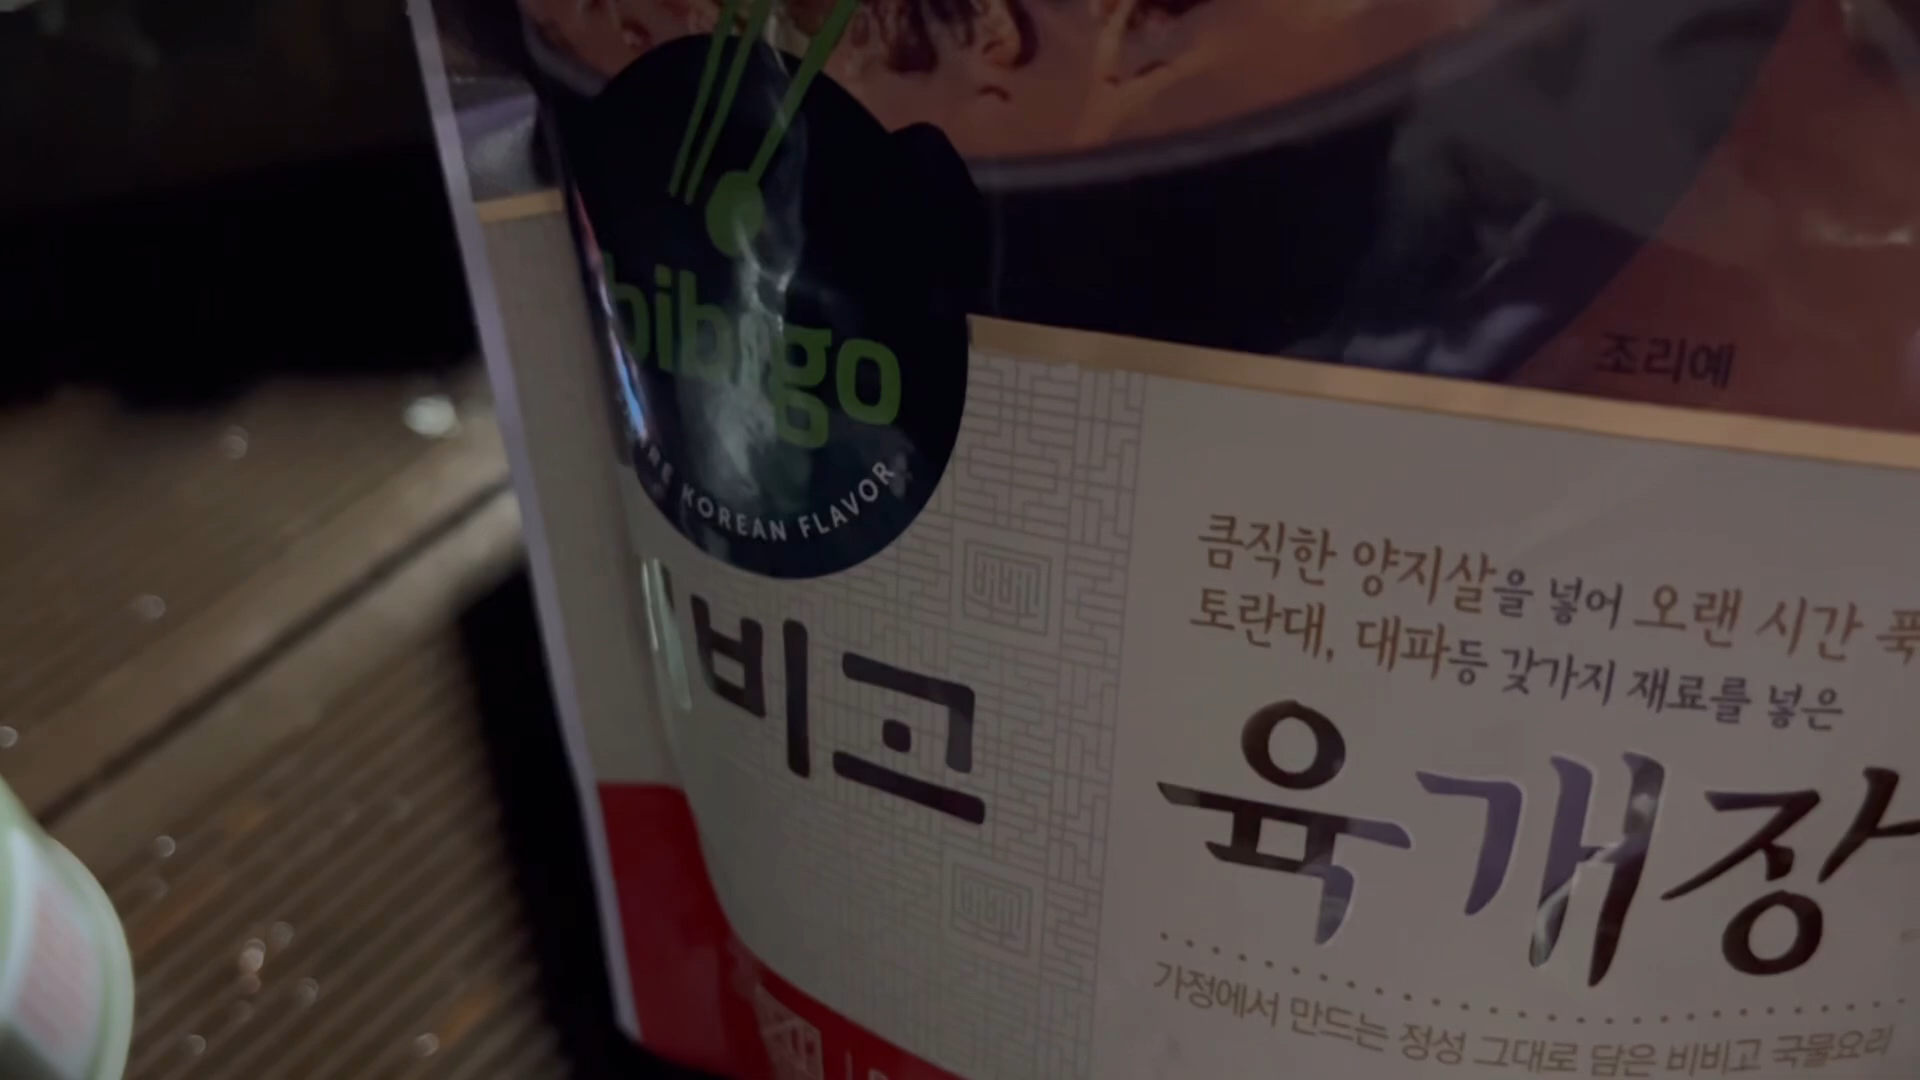 bibigo
KOREAN FLAVOR
조리예
비고
큼직한 양지살을 넣어 오랜 시간 푹
토란대, 대파등 갖가지 재료를 넣은
육개장
가정에서 만드는 정성 그대로 담은 비비고 국물요리